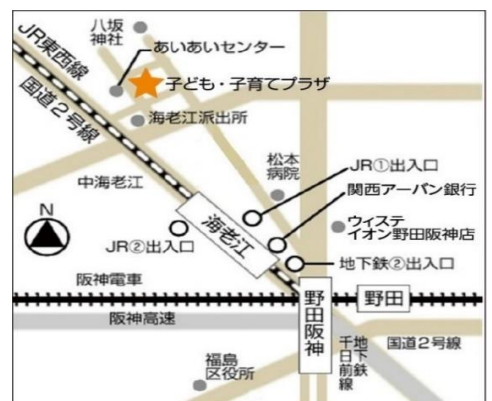 八坂
神社
あいあいセンター
JR東西線
国道2号線
子ども・子育てプラザ
海老江派出所
松本
病院
JR①出入口
関西アーバン銀行
中海老江
N
海老江
ウィステ
イオン野田阪神店
JR②出入口
地下鉄②出入口
阪神電車
野田
阪神高速
野田阪神
千日前線
地下鉄
国道2号線
福島
区役所